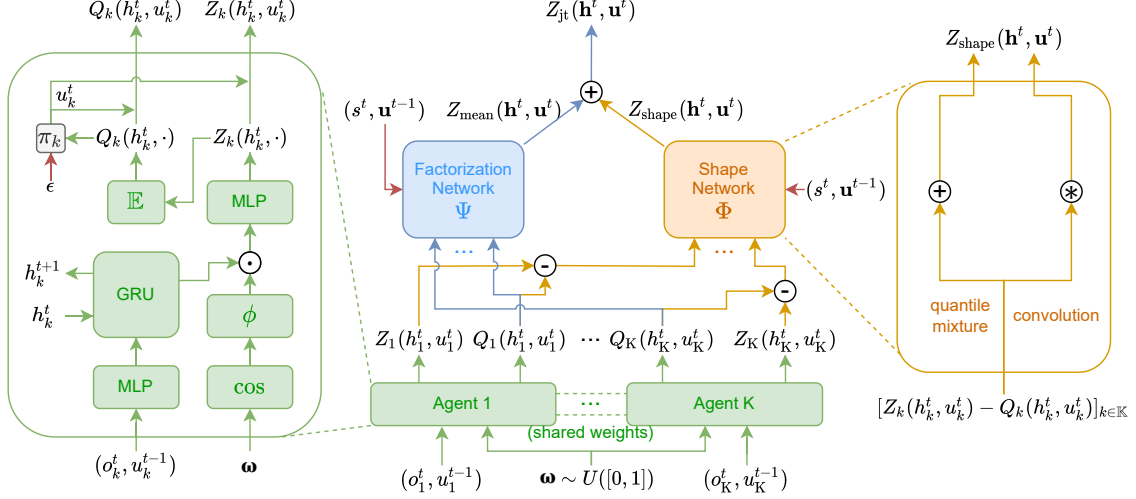 Q_k(h_k^t, u_k^t)
Z_k(h_k^t, u_k^t)
u_k^t
π_k
Q_k(h_k^t, ·)
Z_k(h_k^t, ·)
ϵ
𝔼
MLP
h_k^{t+1}
h_k^t
GRU
ϕ
MLP
cos
(o_k^t, u_k^{t-1})
ω
Z_jt(𝐡^t, 𝐮^t)
+
(s^t, 𝐮^{t-1})
Z_mean(𝐡^t, 𝐮^t)
Z_shape(𝐡^t, 𝐮^t)
Factorization
Network
Ψ
Shape
Network
Φ
(s^t, 𝐮^{t-1})
...
...
-
-
Z_1(h_1^t, u_1^t)
Q_1(h_1^t, u_1^t)
...
Q_K(h_K^t, u_K^t)
Z_K(h_K^t, u_K^t)
Agent 1
...
Agent K
(shared weights)
(o_1^t, u_1^{t-1})
ω ~ U([0, 1])
(o_K^t, u_K^{t-1})
Z_shape(𝐡^t, 𝐮^t)
+
*
quantile
mixture
convolution
[Z_k(h_k^t, u_k^t) − Q_k(h_k^t, u_k^t)]_{k∈𝕂}